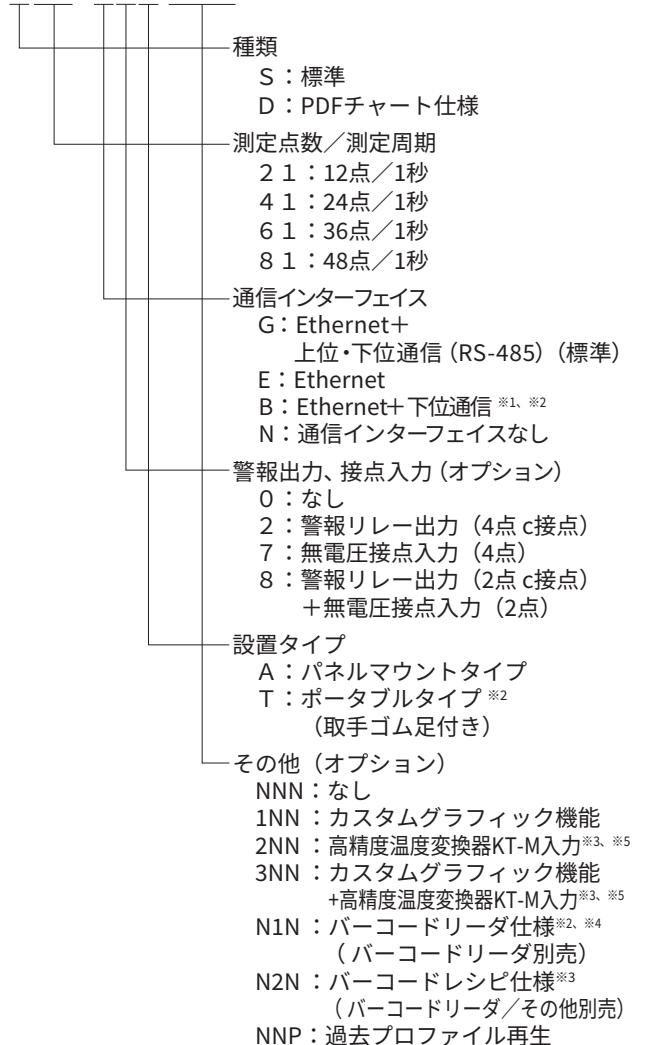 種類
S：標準
D：PDFチャート仕様
測定点数／測定周期
２１：12点／1秒
４１：24点／1秒
６１：36点／1秒
８１：48点／1秒
通信インターフェイス
G：Ethernet＋
上位・下位通信（RS-485）（標準）
E：Ethernet
B：Ethernet＋下位通信 ※1、※2
N：通信インターフェイスなし
警報出力、接点入力（オプション）
０：なし
２：警報リレー出力（4点 c接点）
７：無電圧接点入力（4点）
８：警報リレー出力（2点 c接点）
＋無電圧接点入力（2点）
設置タイプ
A：パネルマウントタイプ
T：ポータブルタイプ ※2
（取手ゴム足付き）
その他（オプション）
NNN：なし
1NN：カスタムグラフィック機能
2NN：高精度温度変換器KT-M入力※3、※5
3NN：カスタムグラフィック機能
+高精度温度変換器KT-M入力※3、※5
N1N：バーコードリーダ仕様※2、※4
（ バーコードリーダ別売）
N2N：バーコードレシピ仕様※3
（ バーコードリーダ／その他別売）
NNP：過去プロファイル再生